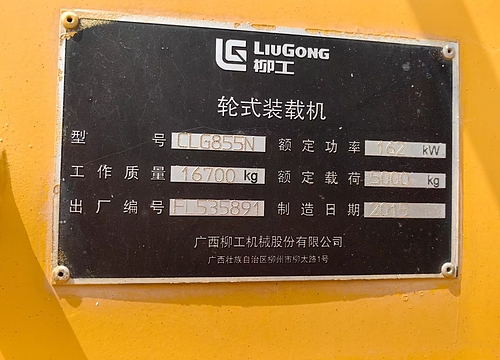 LIUGONG
柳工
轮式装载机
型号 CLG855N 额定功率 162 kW
工作质量 16700 kg 额定载荷 5000 kg
出厂编号 FL535891 制造日期
广西柳工机械股份有限公司
广西壮族自治区柳州市柳太路1号